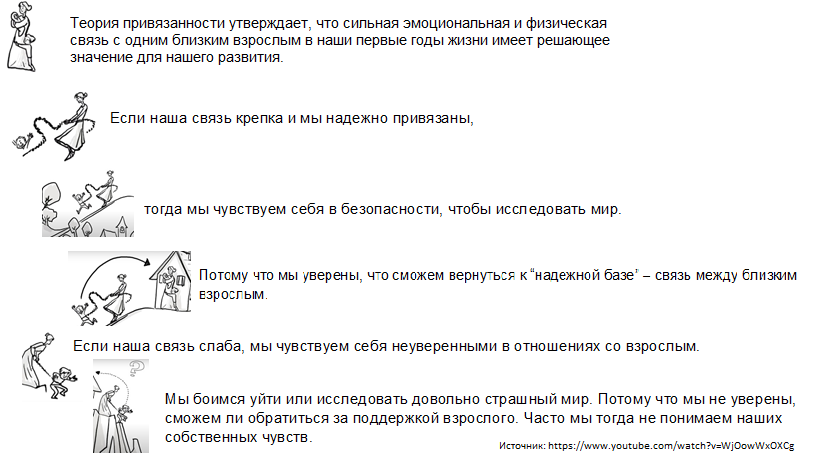 Теория привязанности утверждает, что сильная эмоциональная и физическая
связь с одним близким взрослым в наши первые годы жизни имеет решающее
значение для нашего развития.
Если наша связь крепка и мы надежно привязаны,
тогда мы чувствуем себя в безопасности, чтобы исследовать мир.
Потому что мы уверены, что сможем вернуться к “надежной базе” – связь между близким
взрослым.
Если наша связь слаба, мы чувствуем себя неуверенными в отношениях со взрослым.
Мы боимся уйти или исследовать довольно страшный мир. Потому что мы не уверены,
сможем ли обратиться за поддержкой взрослого. Часто мы тогда не понимаем наших
собственных чувств.
Источник: https://www.youtube.com/watch?v=WjOowWxOXCg